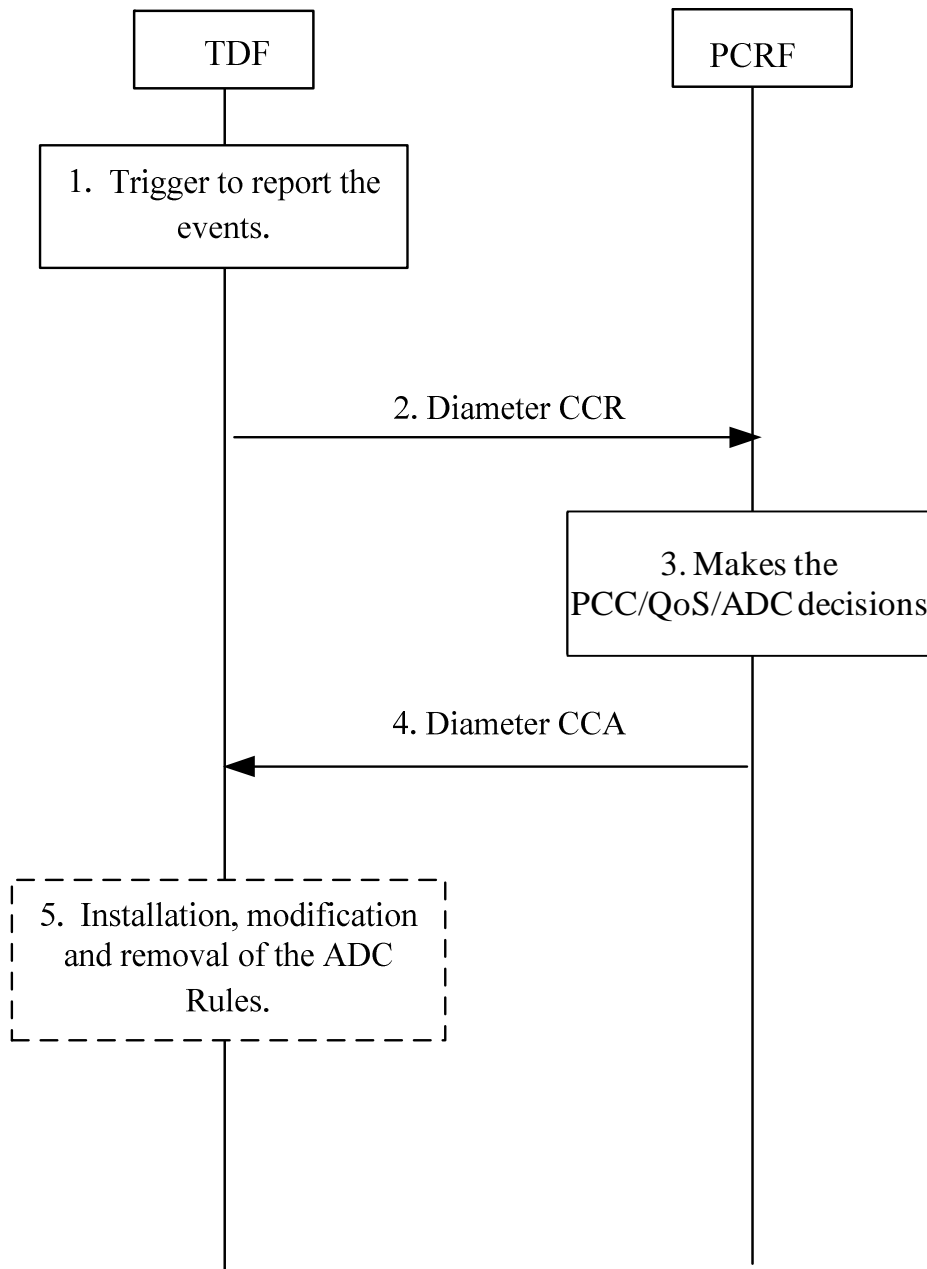 TDF
PCRF
1. Trigger to report the
events.
2. Diameter CCR
3. Makes the
PCC/QoS/ADC decisions
4. Diameter CCA
5. Installation, modification
and removal of the ADC
Rules.